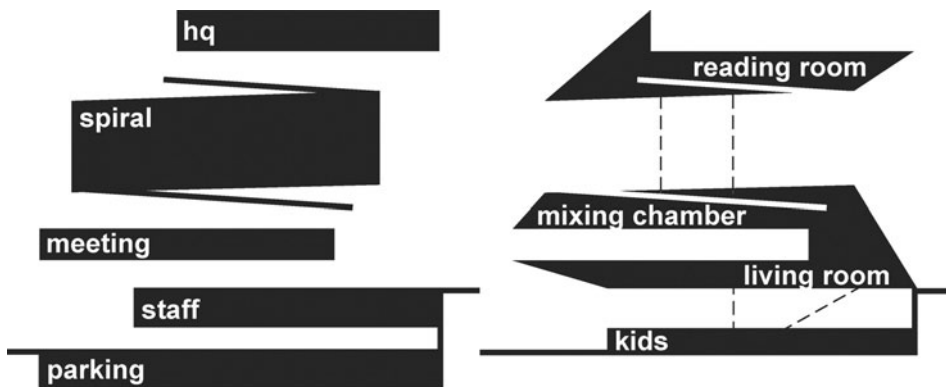 hq
spiral
meeting
staff
parking
reading room
mixing chamber
living room
kids